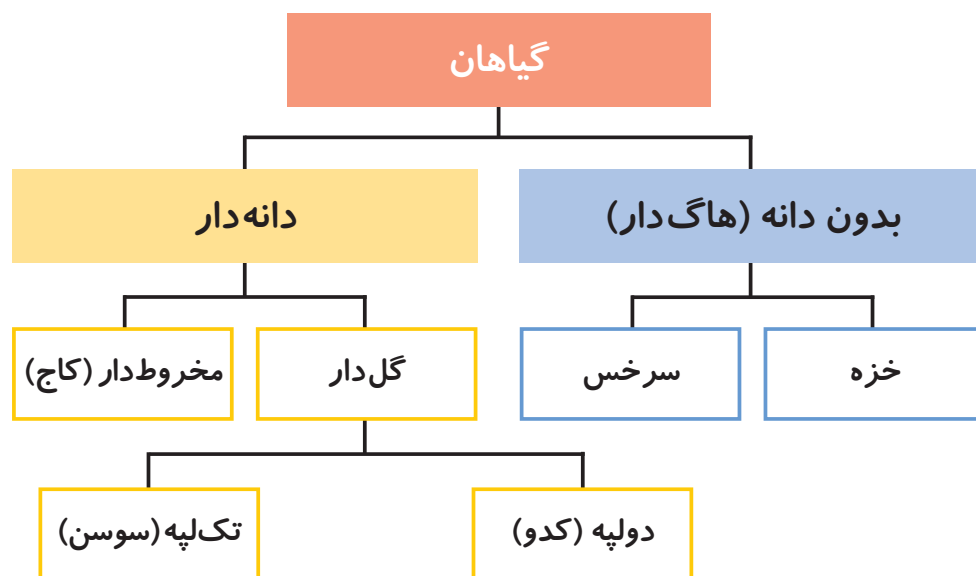 گیاهان
بدون دانه (هاگ‌دار)
دانه‌دار
خزه
سرخس
گل‌دار
مخروط‌دار (کاج)
دولپه (کدو)
تک‌لپه (سوسن)